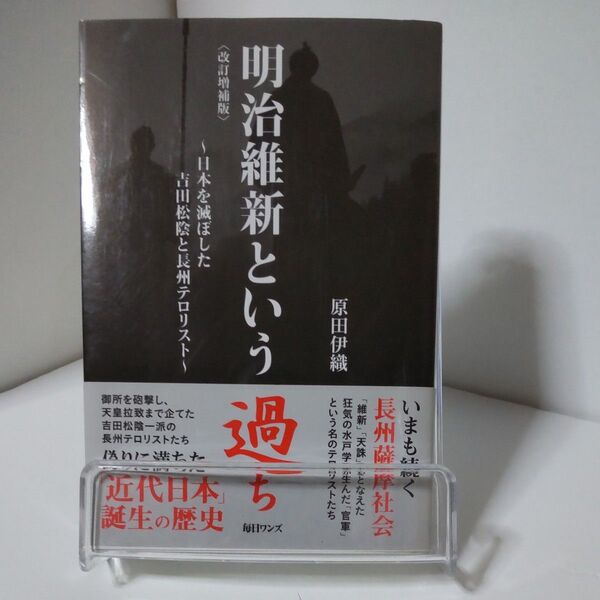 明治維新という過ち
〈改訂増補版〉
〜日本を滅ぼした
吉田松陰と長州テロリスト〜
原田伊織
いまも続く
長州薩摩社会
「維新」「天誅」をとなえた
狂気の水戸学が生んだ「官軍」
という名のテロリストたち
御所を砲撃し、
天皇拉致まで企てた
吉田松陰一派の
長州テロリストたち
偽りに満ちた
「近代日本」
誕生の歴史
毎日ワンズ